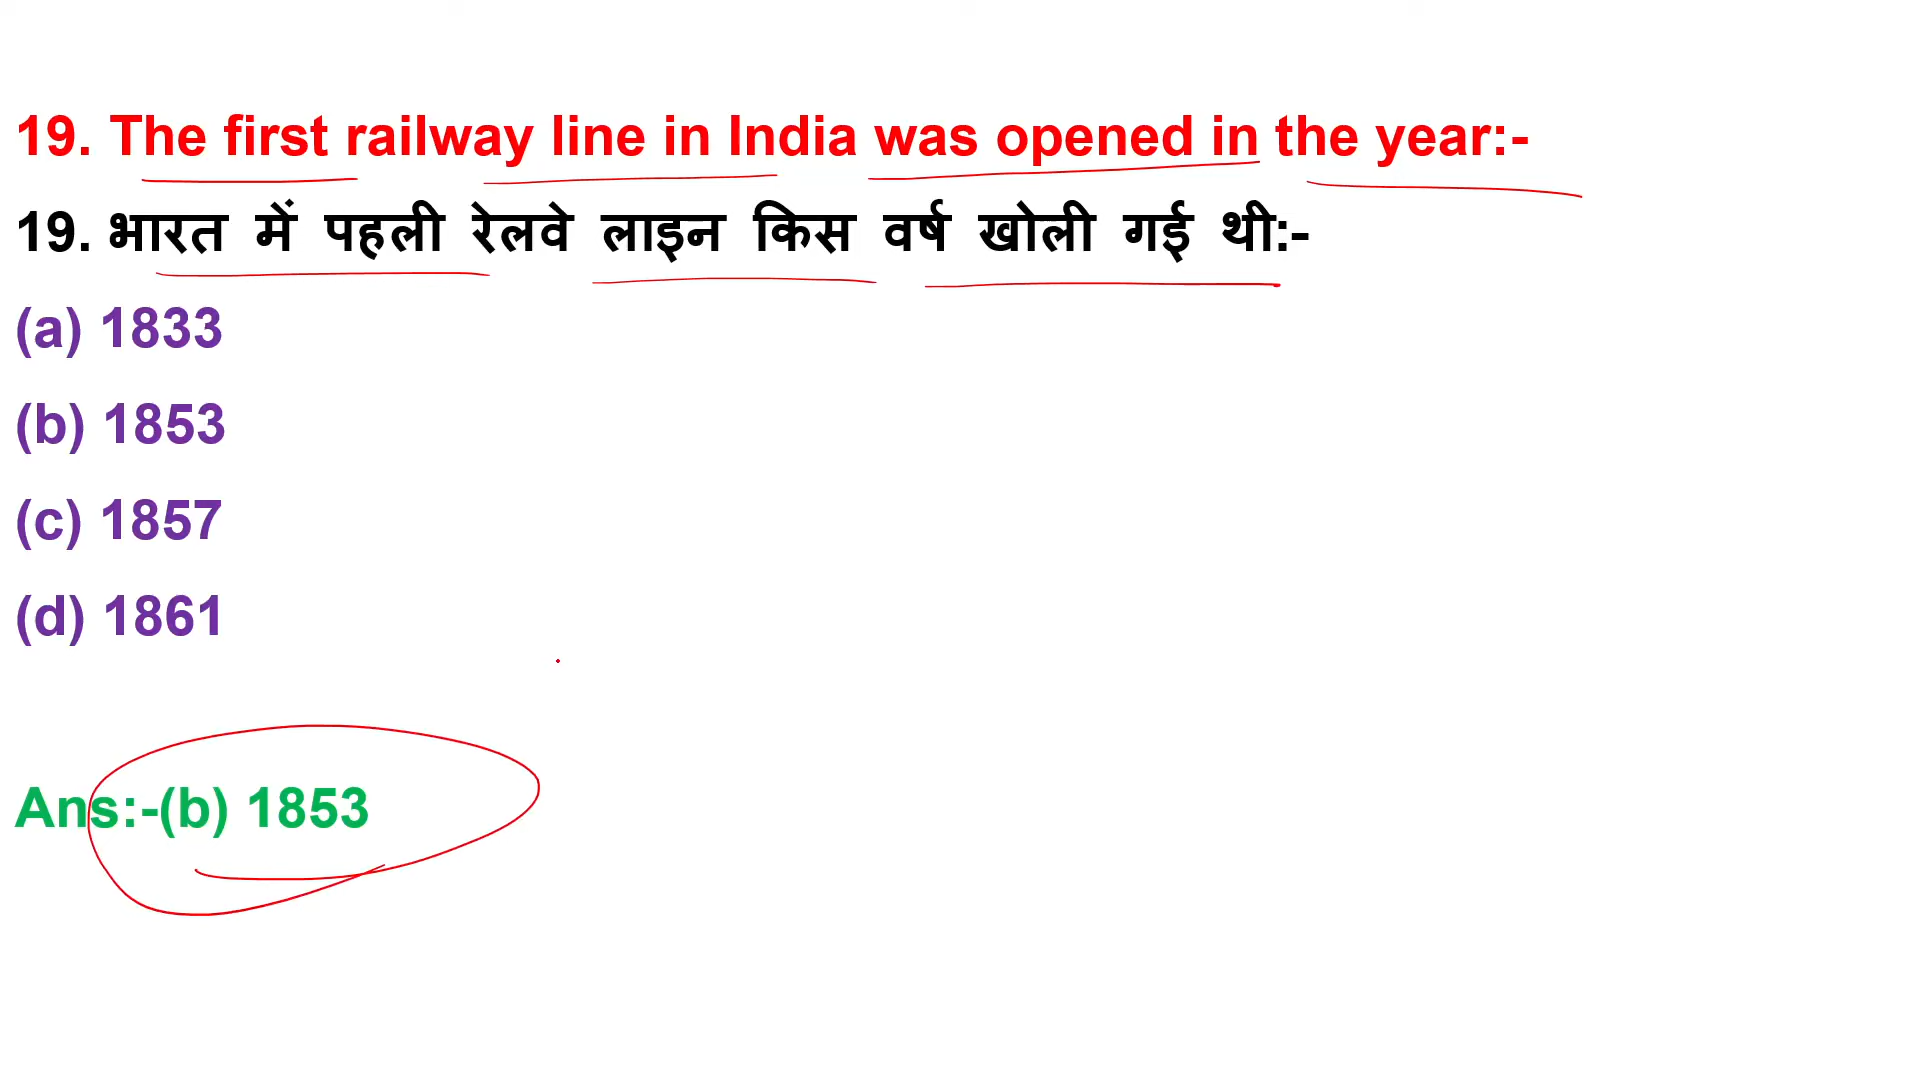 19. The first railway line in India was opened in the year:-
19. भारत में पहली रेलवे लाइन किस वर्ष खोली गई थी:-
(a) 1833
(b) 1853
(c) 1857
(d) 1861
Ans:-(b) 1853